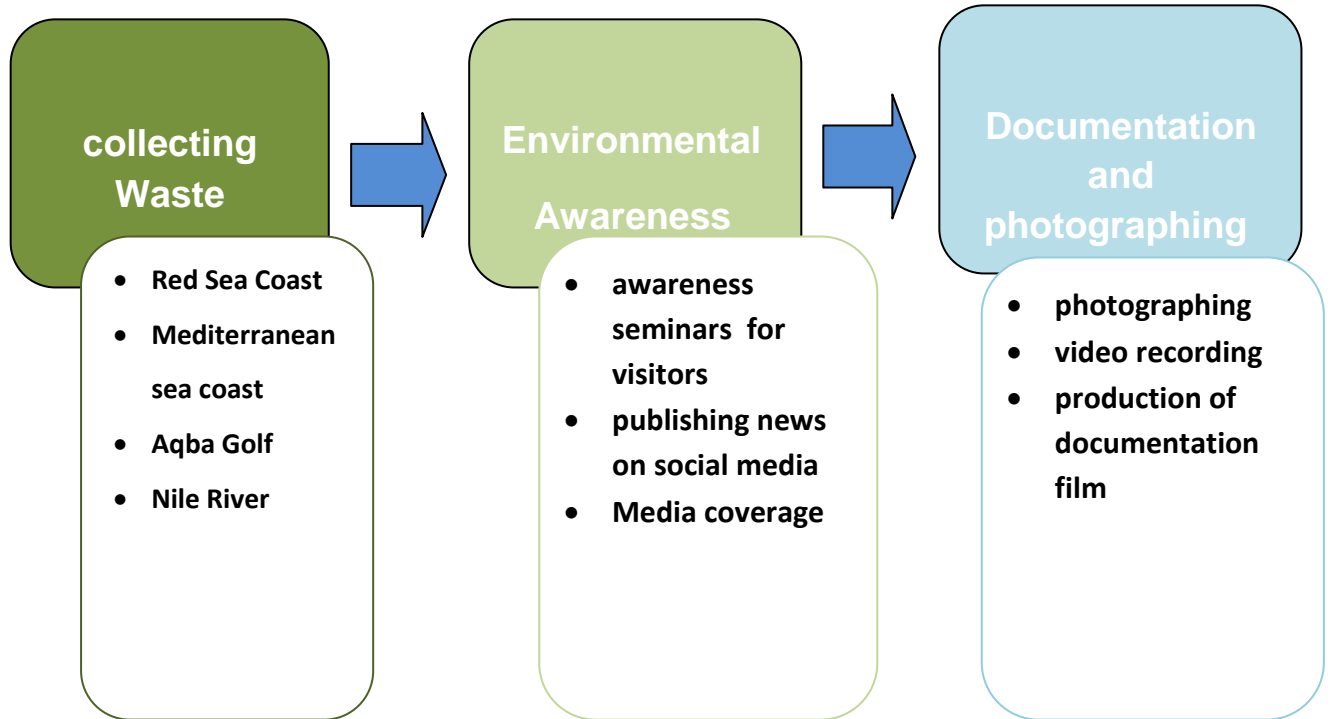 collecting
Waste
• Red Sea Coast
• Mediterranean
sea coast
• Aqba Golf
• Nile River
Environmental
Awareness
• awareness
seminars for
visitors
• publishing news
on social media
• Media coverage
Documentation
and
photographing
• photographing
• video recording
• production of
documentation
film